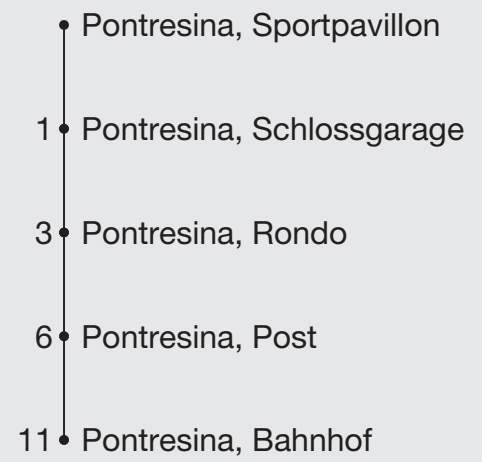 Pontresina, Sportpavillon
1 Pontresina, Schlossgarage
3 Pontresina, Rondo
6 Pontresina, Post
11 Pontresina, Bahnhof